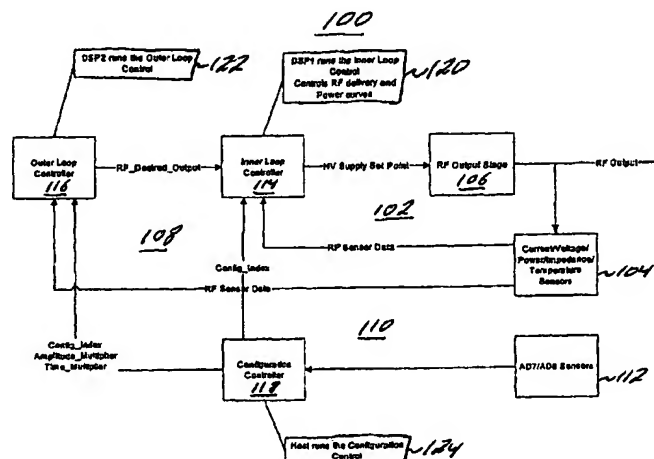 100
DSP2 runs the Outer Loop
Control
122
DSP1 runs the Inner Loop
Control
Controls RF delivery and
Power curves
120
Outer Loop
Controller
116
RF_Desired_Output
Inner Loop
Controller
114
HV Supply Set Point
RF Output Stage
106
RF Output
102
108
RF Sensor Data
Config_Index
Current/Voltage/
Power/Impedance/
Temperature
Sensors
104
RF Sensor Data
110
Config_Index
Amplitude_Multiplier
Time_Multiplier
Configuration
Controller
118
AD7/AD8 Sensors
112
Host runs the Configuration
Control
124